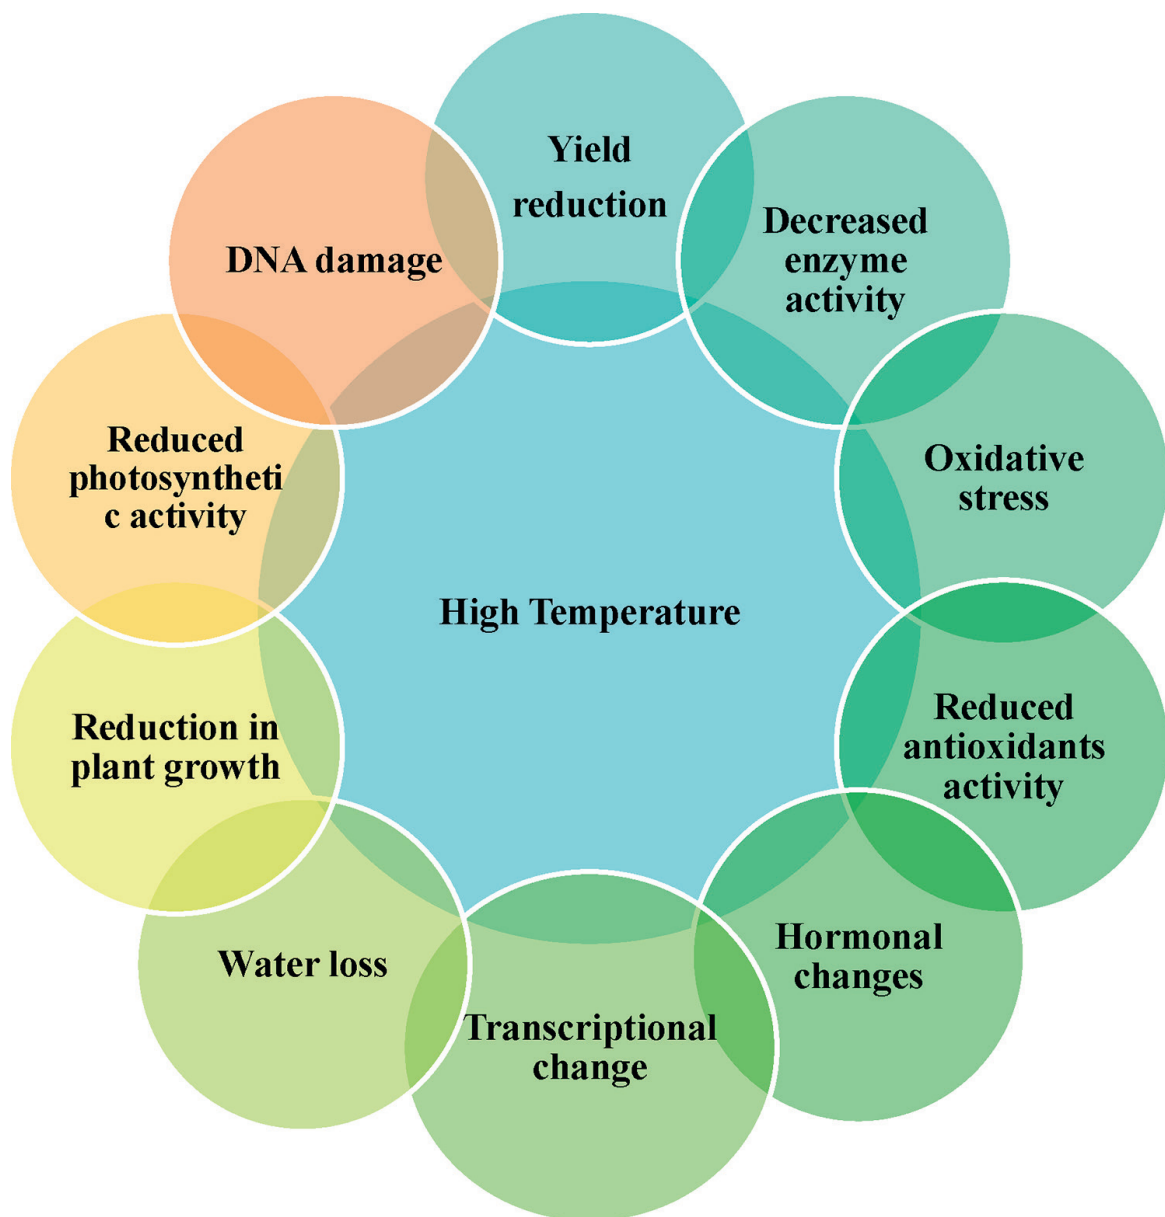 Yield
reduction
Decreased
enzyme
activity
Oxidative
stress
Reduced
antioxidants
activity
Hormonal
changes
Transcriptional
change
Water loss
Reduction in
plant growth
Reduced
photosyntheti
c activity
DNA damage
High Temperature